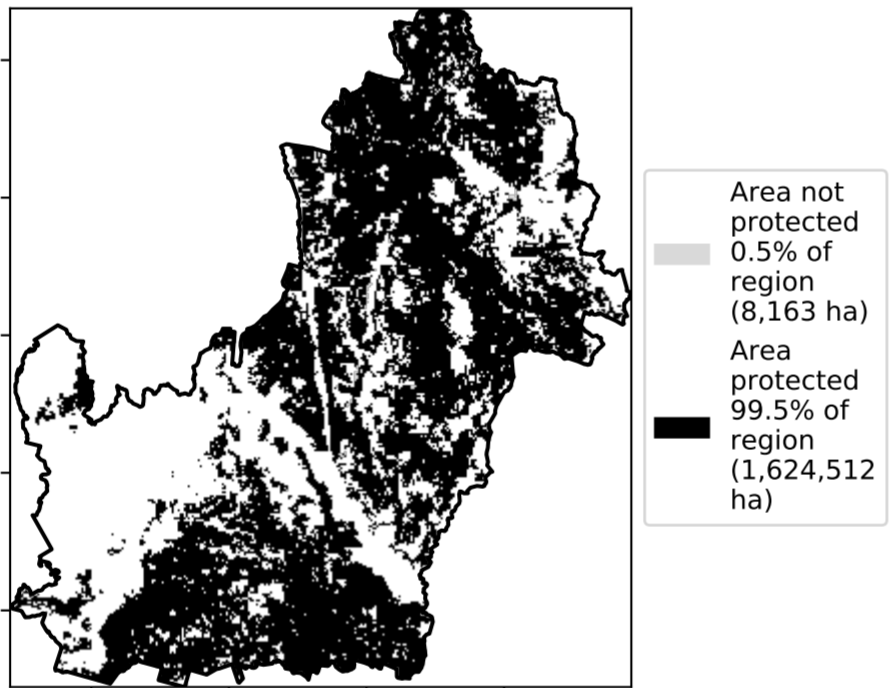 Area not
protected
0.5% of
region
(8,163 ha)
Area
protected
99.5% of
region
(1,624,512
ha)